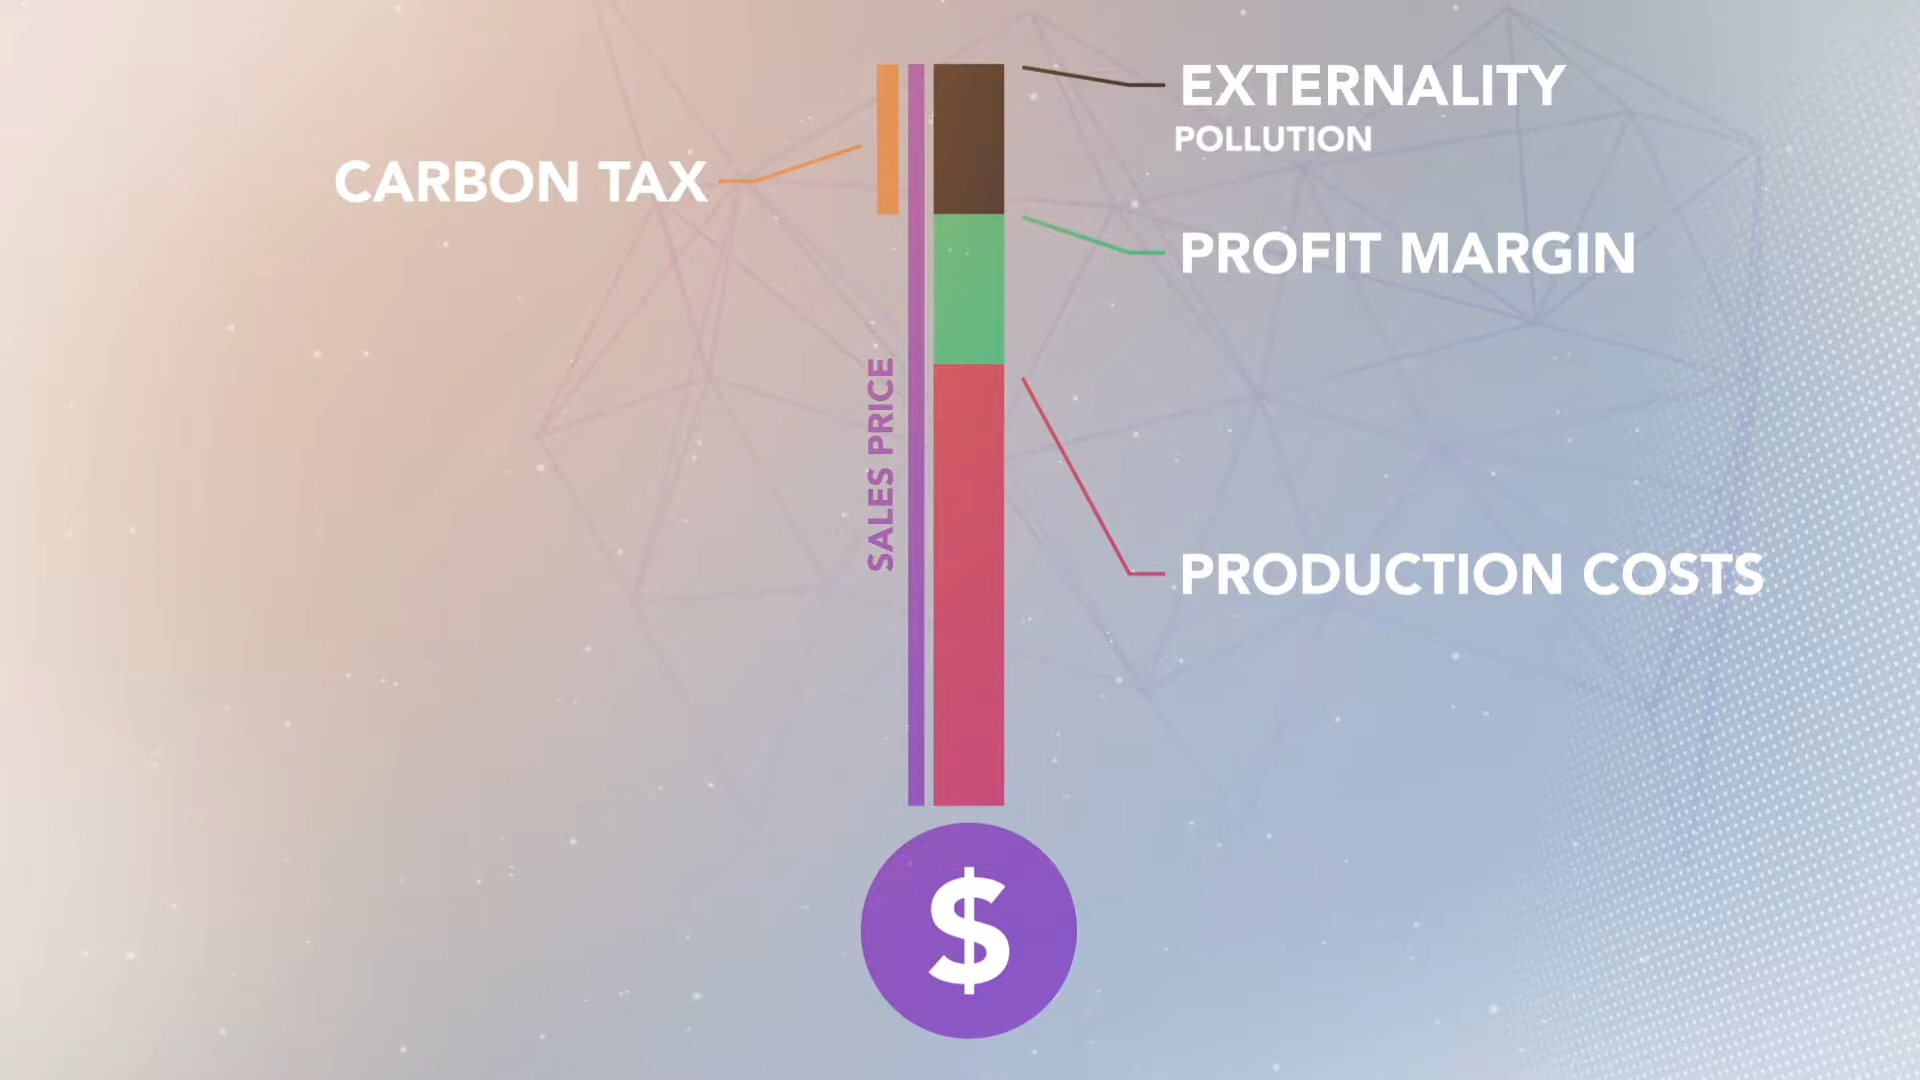 EXTERNALITY
POLLUTION
CARBON TAX
PROFIT MARGIN
SALES PRICE
PRODUCTION COSTS
$